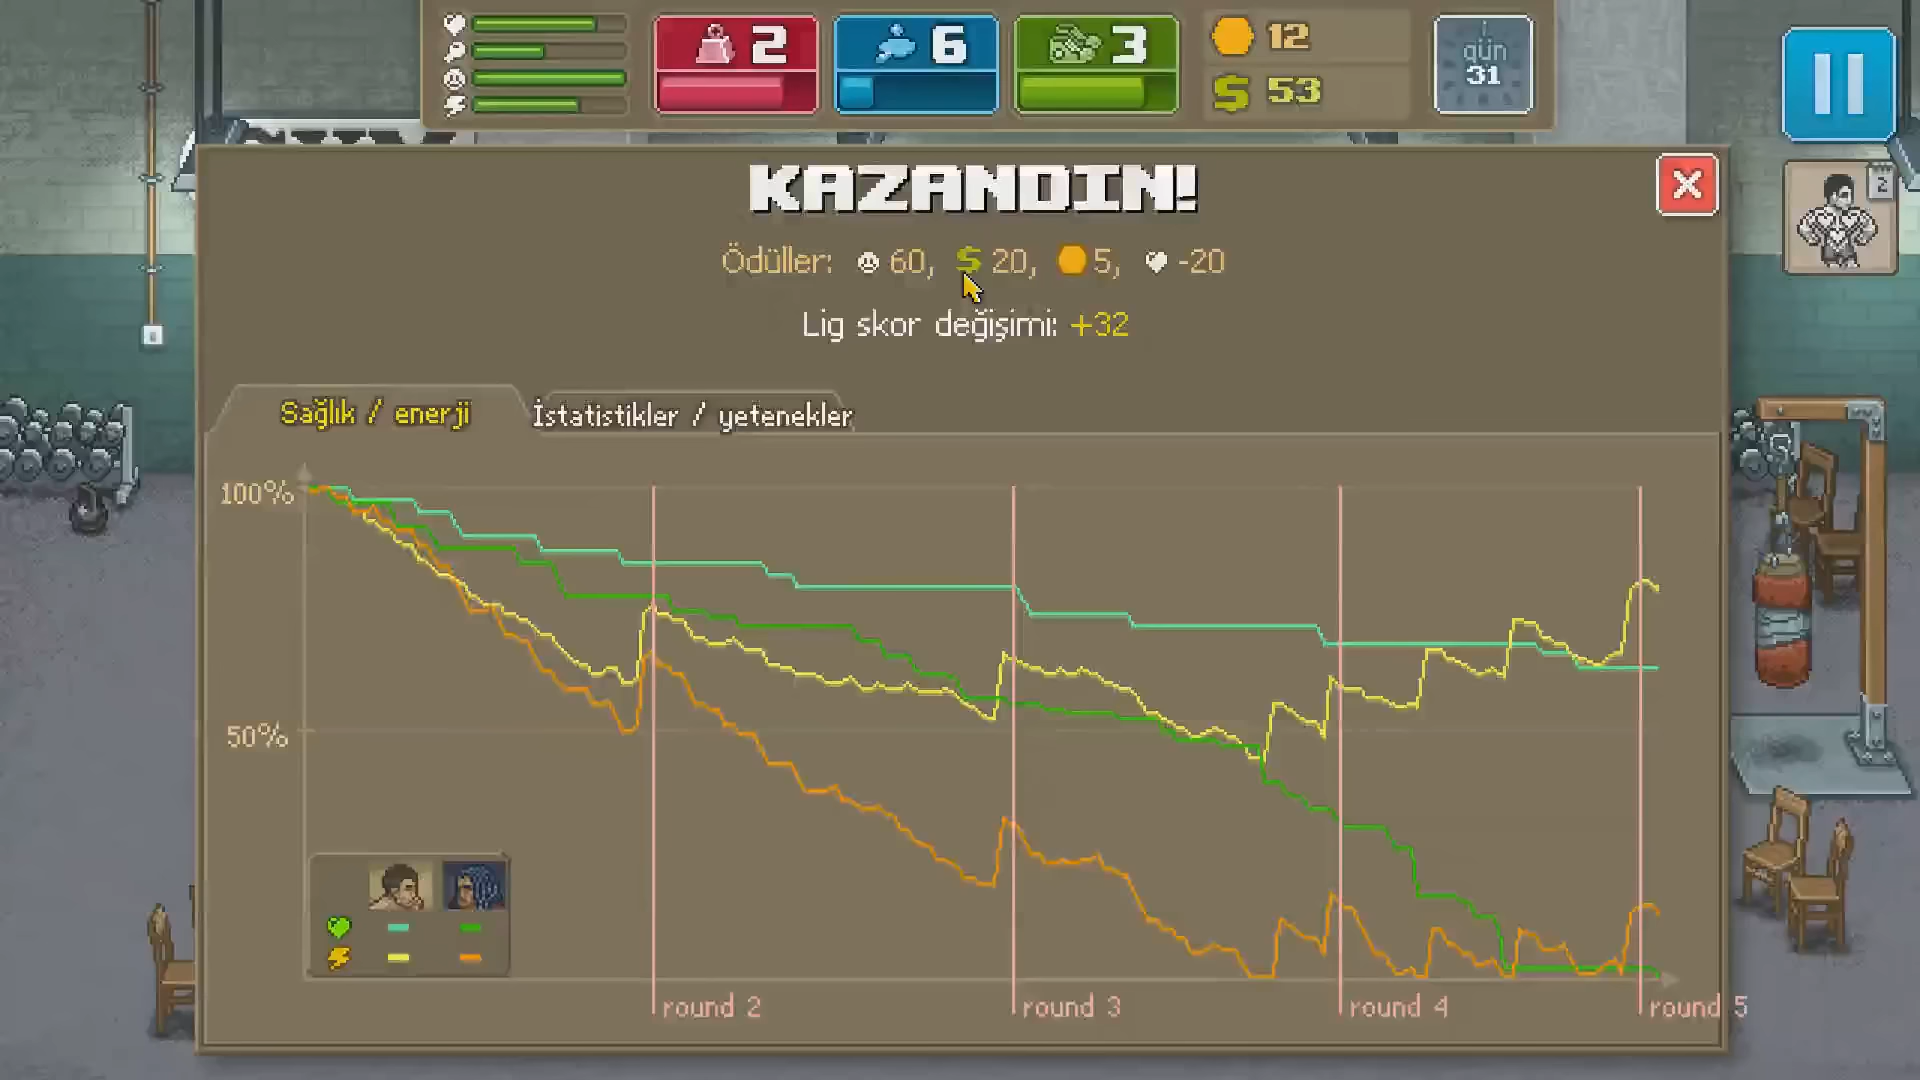 2
6
3
12
53
gün
31
2
KAZANDIN!
Ödüller: 60, $ 20, 5, -20
Lig skor değişimi: +32
Sağlık / enerji
İstatistikler / yetenekler
100%
50%
round 2
round 3
round 4
round 5